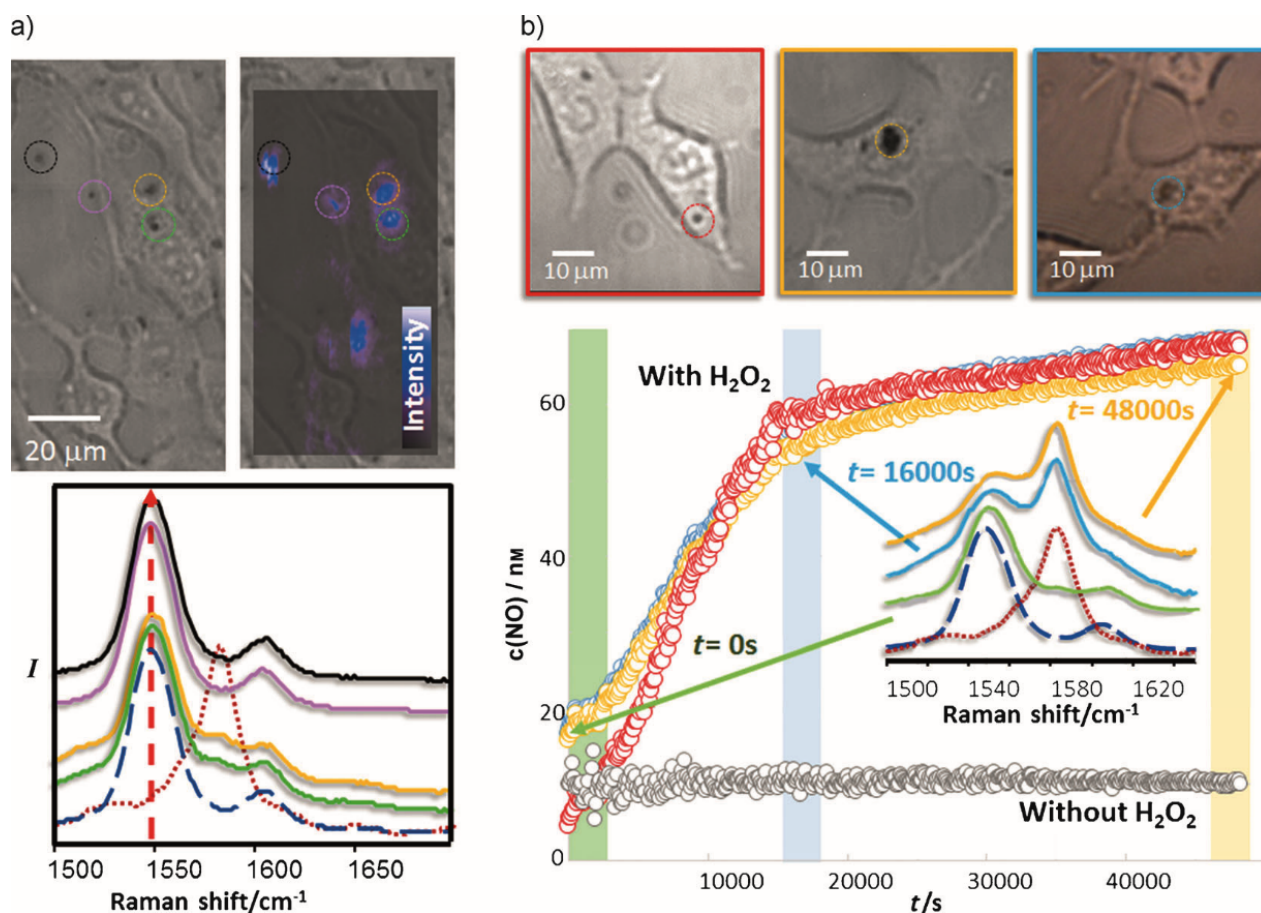 a)
20 μm
Intensity
I
1500 1550 1600 1650
Raman shift/cm⁻¹
b)
10 μm
10 μm
10 μm
With H₂O₂
t= 48000s
t= 16000s
t= 0s
Without H₂O₂
c(NO) / nM
60
40
20
0
1500 1540 1580 1620
Raman shift/cm⁻¹
10000 20000 30000 40000
t/s